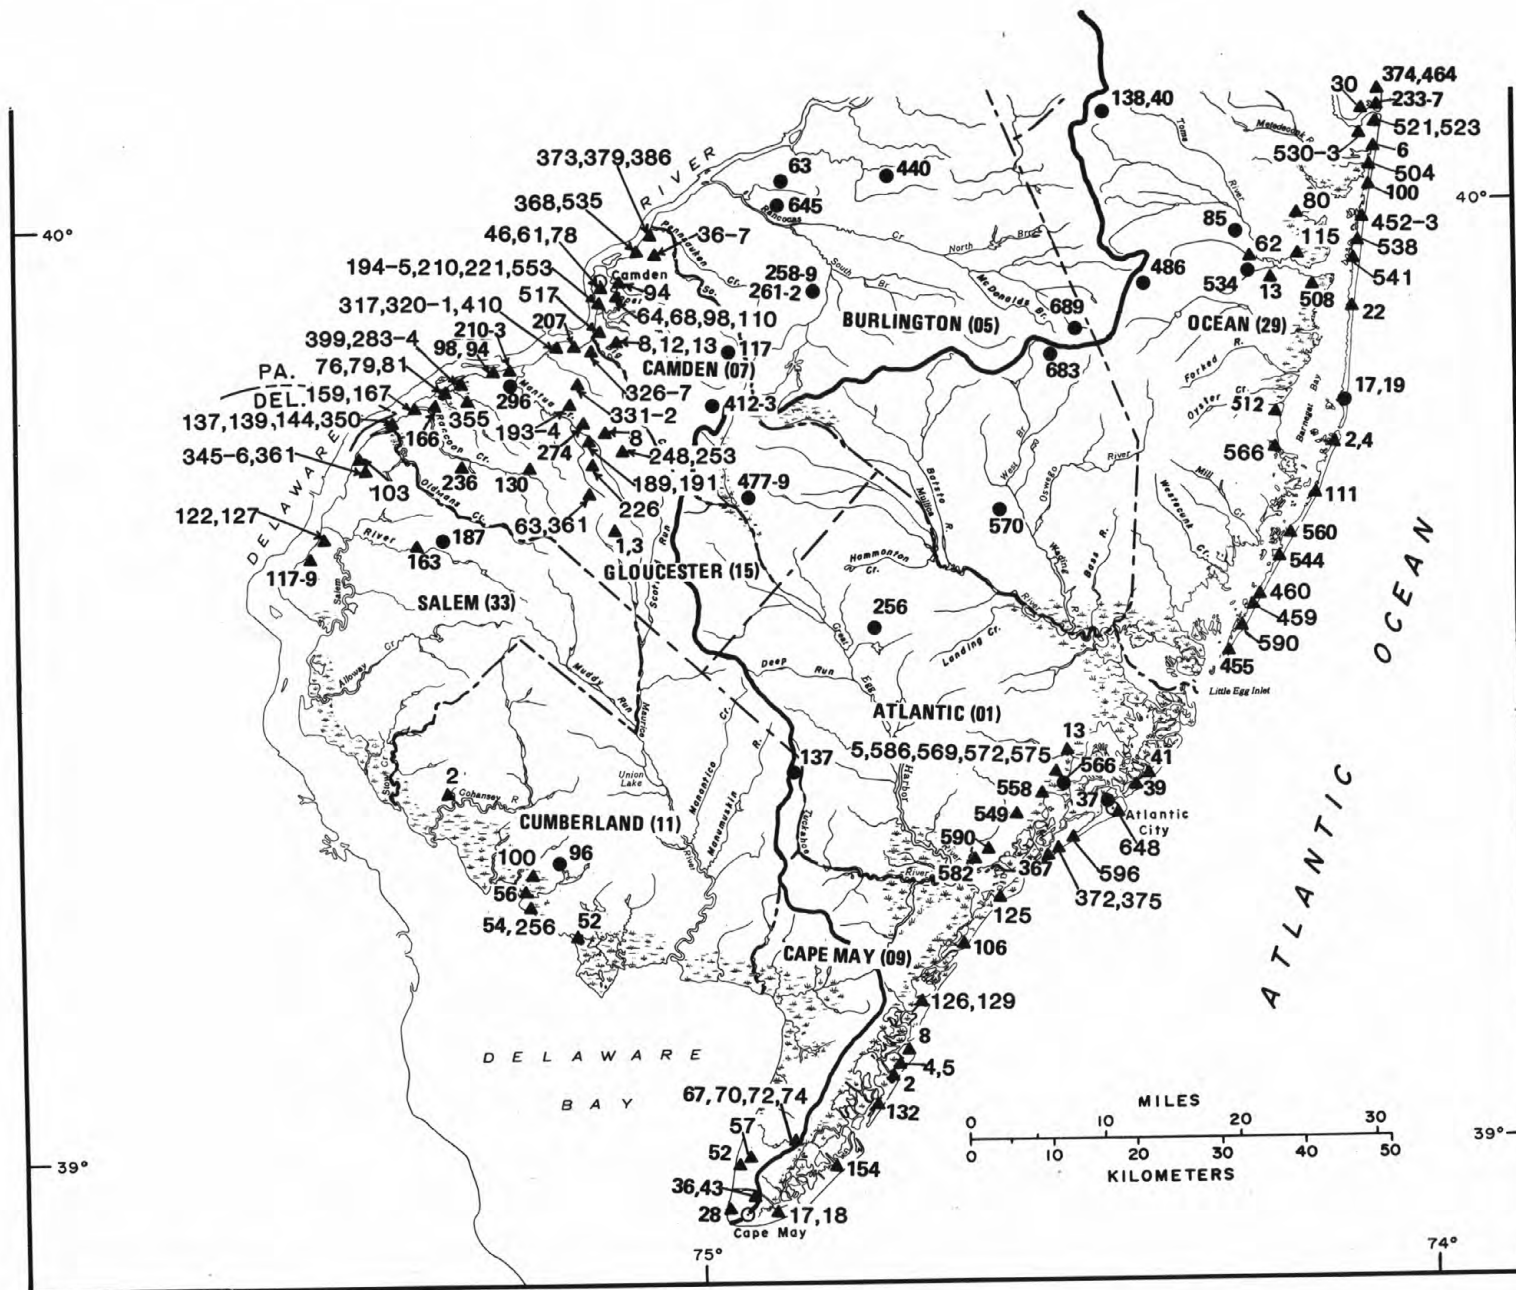 374,464
30
233-7
138,40
521,523
Toms
River
Metedeconk R.
530-3
6
504
100
373,379,386
RIVER
63
440
40°
40°
645
Rancocas
Cr
North
Br
80
452-3
368,535
85
115
538
46,61,78
36-7
Pennsauken
Cr.
So.
62
541
194-5,210,221,553
Camden
94
258-9
261-2
South
Br
McDonalds
Br.
486
534
13
508
317,320-1,410
517
64,68,98,110
689
22
BURLINGTON (05)
OCEAN (29)
210-3
207
8,12,13
117
399,283-4
98,94
CAMDEN (07)
683
Forked
R.
PA.
DEL.
76,79,81
159,167
296
Mantua
326-7
331-2
412-3
Oyster
Cr.
512
Barnegat Bay
17,19
137,139,144,350
166
355
193-4
8
Raccoon
Cr.
274
248,253
566
2,4
345-6,361
103
236
130
189,191
477-9
West
Br
Oswego
River
Mill
Cr
Westecunk
Cr.
111
Oldmans
Cr.
63,361
226
Batsto
R.
Mullica
570
122,127
River
187
163
1,3
560
DELAWARE
117-9
Salem
GLOUCESTER (15)
Scotland
Run
Hammonton
Cr.
Wading
R.
Bass R.
544
SALEM (33)
460
459
256
River
590
Great
Egg
Harbor
River
Landing Cr.
455
Alloway
Cr
Muddy
Run
Maurice
River
Deep Run
Little Egg Inlet
Stow Cr
ATLANTIC (01)
13
5,586,569,572,575
566
41
137
Union
Lake
Manantico
Cr.
Manumuskin
R.
558
39
2
Cohansey R
549
37
Atlantic
City
CUMBERLAND (11)
Tuckahoe
River
590
648
100
96
582
367
596
56
372,375
54,256
52
125
CAPE MAY (09)
106
126,129
DELAWARE
BAY
8
4,5
2
67,70,72,74
132
57
52
154
36,43
28
17,18
Cape May
ATLANTIC
OCEAN
MILES
0 10 20 30
0 10 20 30 40 50
KILOMETERS
39°
39°
75°
74°